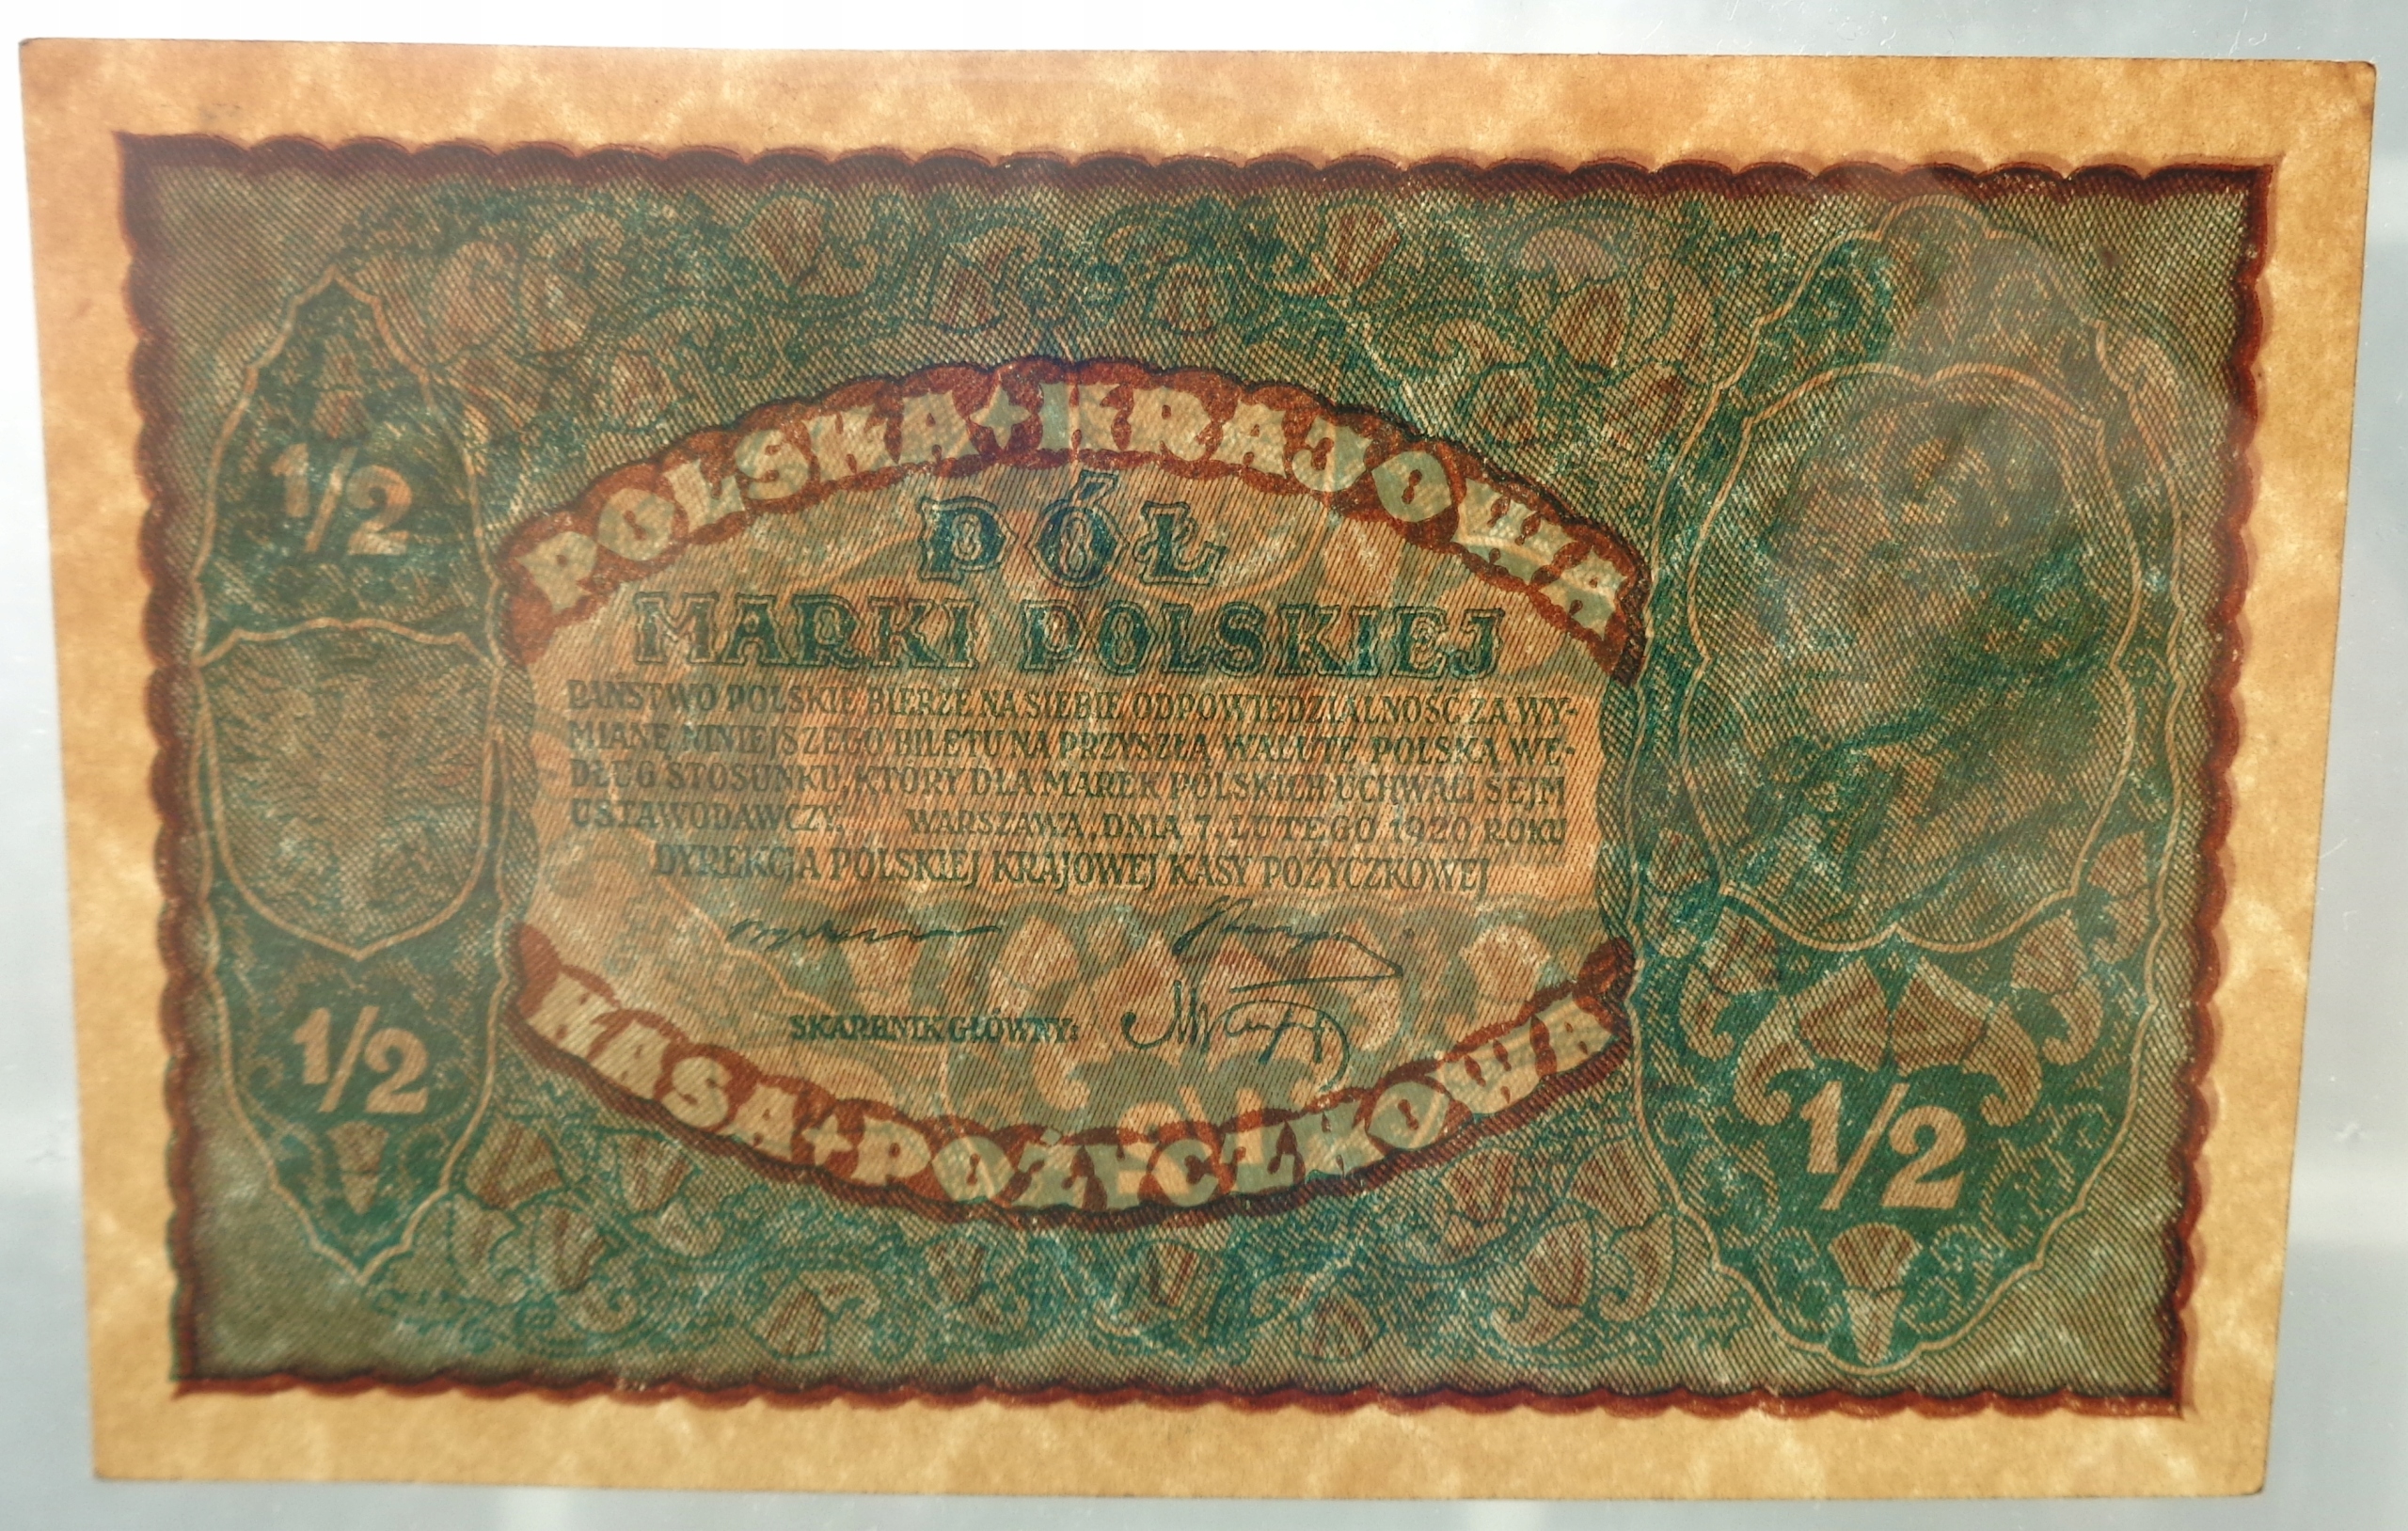 POLSKA+KRAJOWA
1/2
PÓŁ
MARKI POLSKIEJ
PAŃSTWO POLSKIE BIERZE NA SIEBIE ODPOWIEDZIALNOŚĆ ZA WY-
MIANĘ NINIEJSZEGO BILETU NA PRZYSZŁĄ WALUTĘ POLSKĄ WE-
DŁUG STOSUNKU, KTÓRY DLA MAREK POLSKICH UCHWALI SEJM
USTAWODAWCZY. WARSZAWA, DNIA 7. LUTEGO 1920 ROKU
DYREKCJA POLSKIEJ KRAJOWEJ KASY POŻYCZKOWEJ
SKARBNIK GŁÓWNY:
1/2
KASA+POŻYCZKOWA
1/2